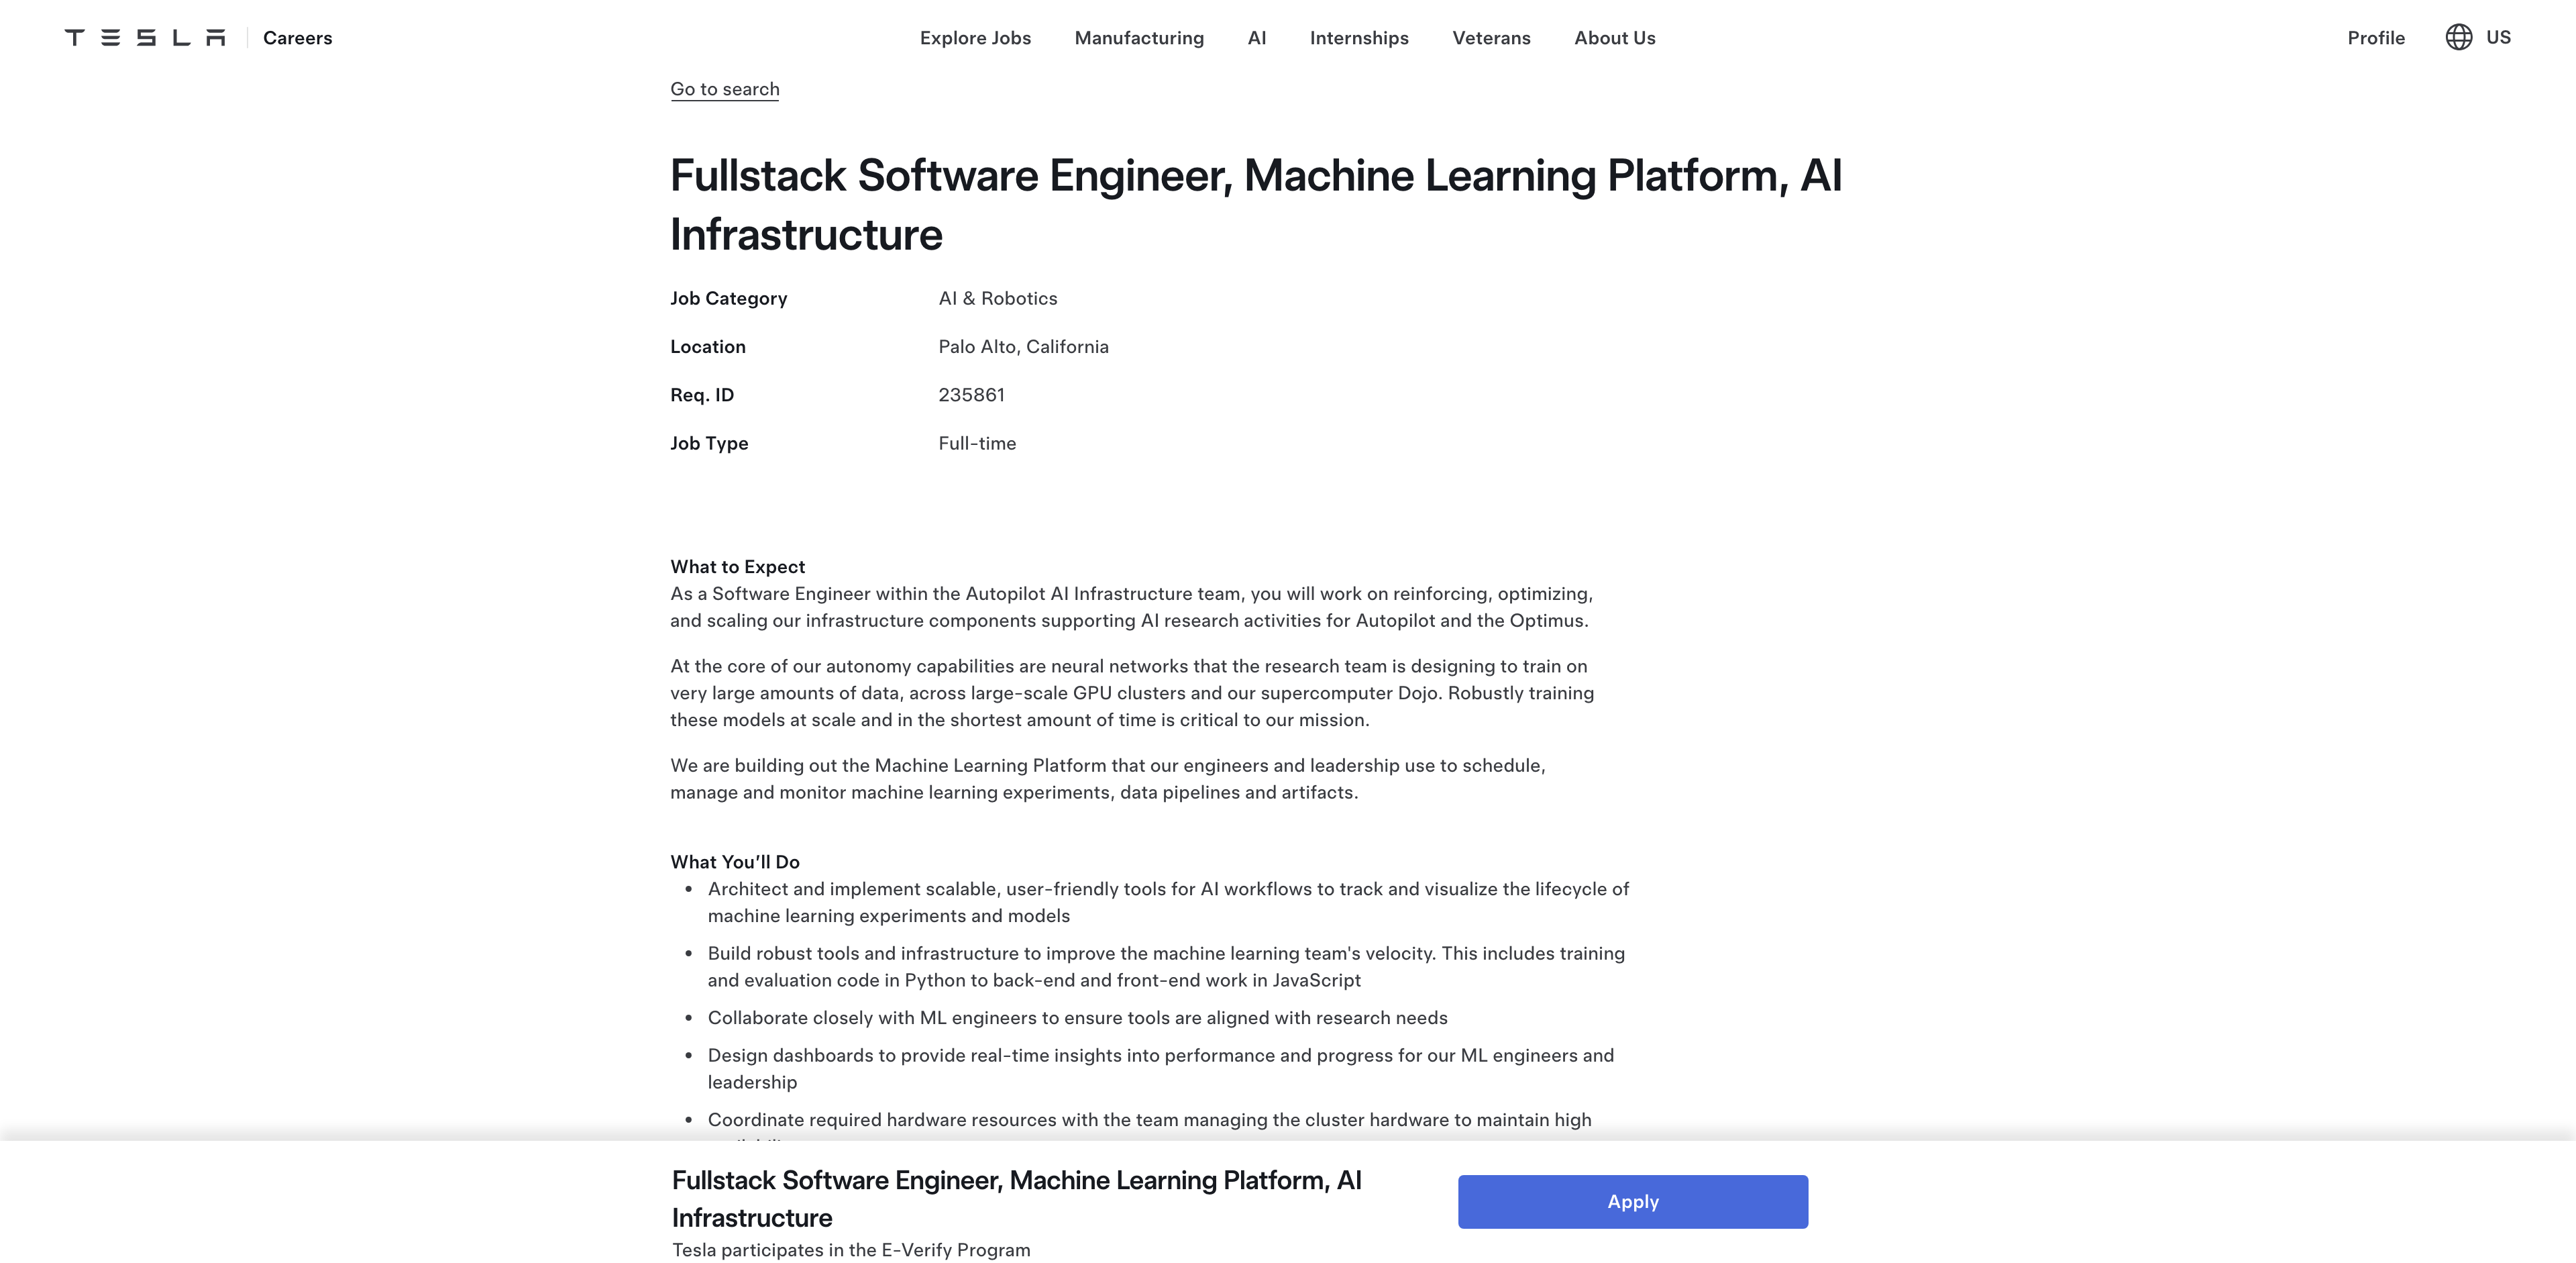 TESLA Careers Explore Jobs Manufacturing AI Internships Veterans About Us Profile US
Go to search
Fullstack Software Engineer, Machine Learning Platform, AI
Infrastructure
Job Category AI & Robotics
Location Palo Alto, California
Req. ID 235861
Job Type Full-time
What to Expect
As a Software Engineer within the Autopilot AI Infrastructure team, you will work on reinforcing, optimizing,
and scaling our infrastructure components supporting AI research activities for Autopilot and the Optimus.
At the core of our autonomy capabilities are neural networks that the research team is designing to train on
very large amounts of data, across large-scale GPU clusters and our supercomputer Dojo. Robustly training
these models at scale and in the shortest amount of time is critical to our mission.
We are building out the Machine Learning Platform that our engineers and leadership use to schedule,
manage and monitor machine learning experiments, data pipelines and artifacts.
What You'll Do
• Architect and implement scalable, user-friendly tools for AI workflows to track and visualize the lifecycle of
machine learning experiments and models
• Build robust tools and infrastructure to improve the machine learning team's velocity. This includes training
and evaluation code in Python to back-end and front-end work in JavaScript
• Collaborate closely with ML engineers to ensure tools are aligned with research needs
• Design dashboards to provide real-time insights into performance and progress for our ML engineers and
leadership
• Coordinate required hardware resources with the team managing the cluster hardware to maintain high
Fullstack Software Engineer, Machine Learning Platform, AI
Infrastructure
Tesla participates in the E-Verify Program
Apply